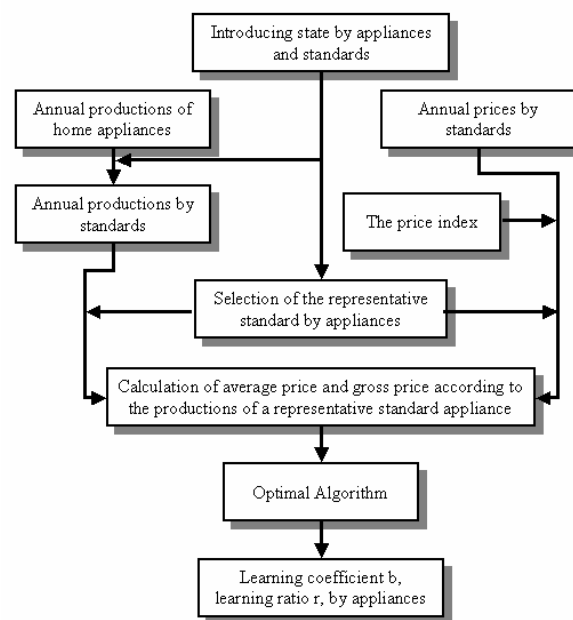 Introducing state by appliances
and standards
Annual productions of
home appliances
Annual prices by
standards
Annual productions by
standards
The price index
Selection of the representative
standard by appliances
Calculation of average price and gross price according to
the productions of a representative standard appliance
Optimal Algorithm
Learning coefficient b,
learning ratio r, by appliances